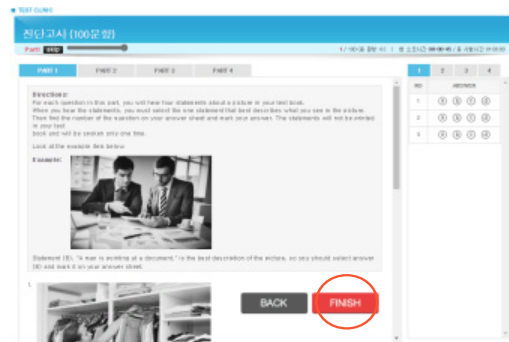 TEST CLINIC
진단고사 (100문항)
Part1 stop
PART 1 PART 2 PART 3 PART 4
1 2 3 4
Directions:
For each question in this part, you will hear four statements about a picture in your test book.
When you hear the statements, you must select the one statement that best describes what you see in the picture.
Then find the number of the question on your answer sheet and mark your answer. The statements will not be printed
in your test
book and will be spoken only one time.
Look at the example item below.
Example:
Statement (B), "A man is pointing at a document," is the best description of the picture, so you should select answer
(B) and mark it on your answer sheet.
1.
BACK FINISH
NO ANSWER
1 A B C D
2 A B C D
3 A B C D